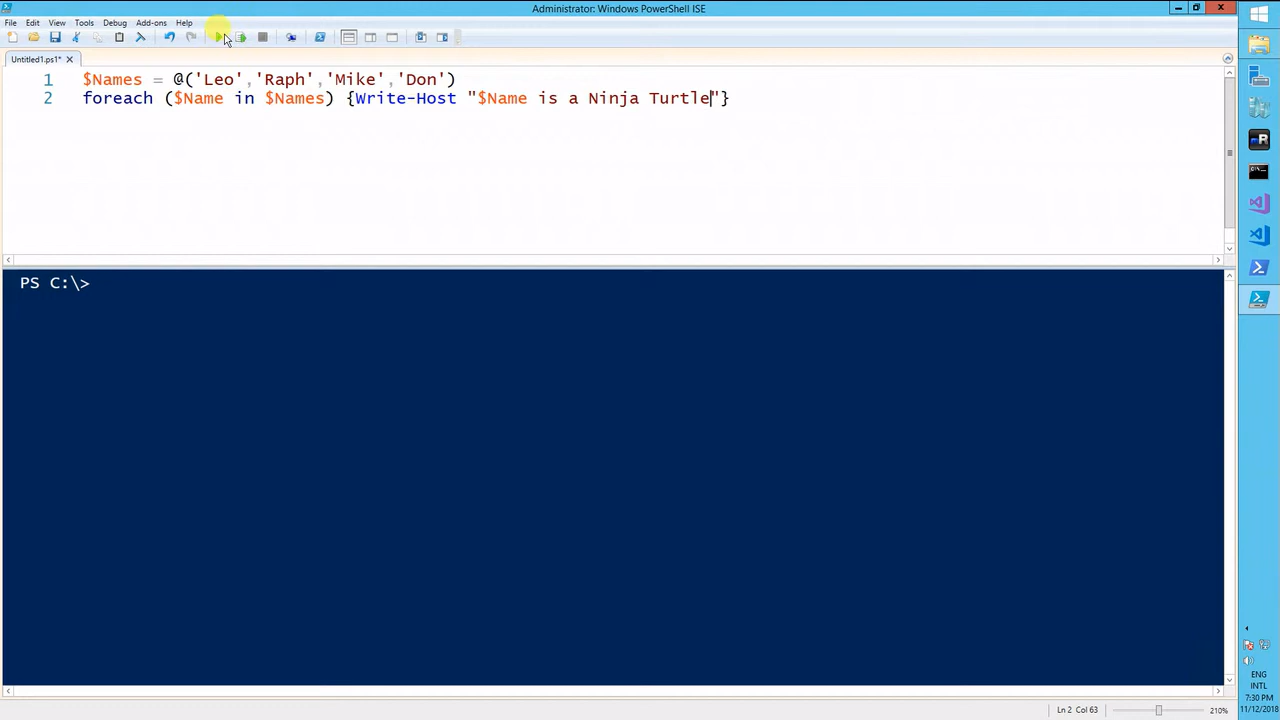 Administrator: Windows PowerShell ISE
File Edit View Tools Debug Add-ons Help
Untitled1.ps1*
1 $Names = @('Leo','Raph','Mike','Don')
2 foreach ($Name in $Names) {Write-Host "$Name is a Ninja Turtle"}
PS C:\>
ENG
INTL
7:30 PM
11/12/2018
Ln 2 Col 63
210%